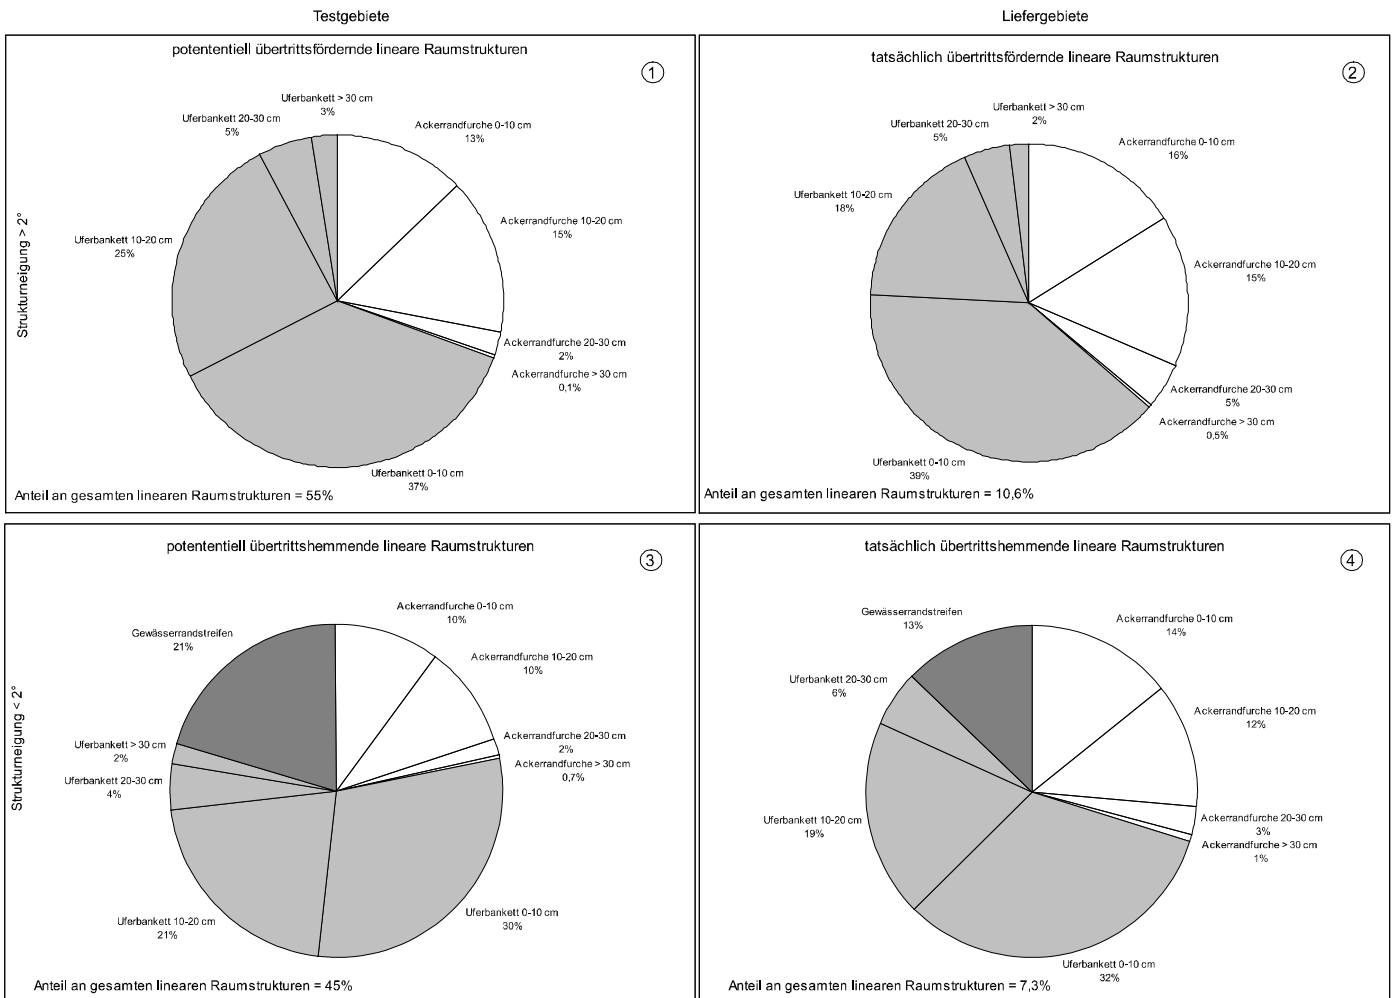 Testgebiete
Liefergebiete
Strukturneigung > 2°
potententiell übertrittsfördernde lineare Raumstrukturen
1
Uferbankett > 30 cm
3%
Uferbankett 20-30 cm
5%
Ackerrandfurche 0-10 cm
13%
Ackerrandfurche 10-20 cm
15%
Uferbankett 10-20 cm
25%
Ackerrandfurche 20-30 cm
2%
Ackerrandfurche > 30 cm
0,1%
Uferbankett 0-10 cm
37%
Anteil an gesamten linearen Raumstrukturen = 55%
tatsächlich übertrittsfördernde lineare Raumstrukturen
2
Uferbankett > 30 cm
2%
Uferbankett 20-30 cm
5%
Ackerrandfurche 0-10 cm
16%
Uferbankett 10-20 cm
18%
Ackerrandfurche 10-20 cm
15%
Ackerrandfurche 20-30 cm
5%
Ackerrandfurche > 30 cm
0,5%
Uferbankett 0-10 cm
39%
Anteil an gesamten linearen Raumstrukturen = 10,6%
Strukturneigung < 2°
potententiell übertrittshemmende lineare Raumstrukturen
3
Ackerrandfurche 0-10 cm
10%
Gewässerrandstreifen
21%
Ackerrandfurche 10-20 cm
10%
Ackerrandfurche 20-30 cm
2%
Uferbankett > 30 cm
2%
Ackerrandfurche > 30 cm
0,7%
Uferbankett 20-30 cm
4%
Uferbankett 0-10 cm
30%
Uferbankett 10-20 cm
21%
Anteil an gesamten linearen Raumstrukturen = 45%
tatsächlich übertrittshemmende lineare Raumstrukturen
4
Gewässerrandstreifen
13%
Ackerrandfurche 0-10 cm
14%
Uferbankett 20-30 cm
6%
Ackerrandfurche 10-20 cm
12%
Uferbankett 10-20 cm
19%
Ackerrandfurche 20-30 cm
3%
Ackerrandfurche > 30 cm
1%
Uferbankett 0-10 cm
32%
Anteil an gesamten linearen Raumstrukturen = 7,3%